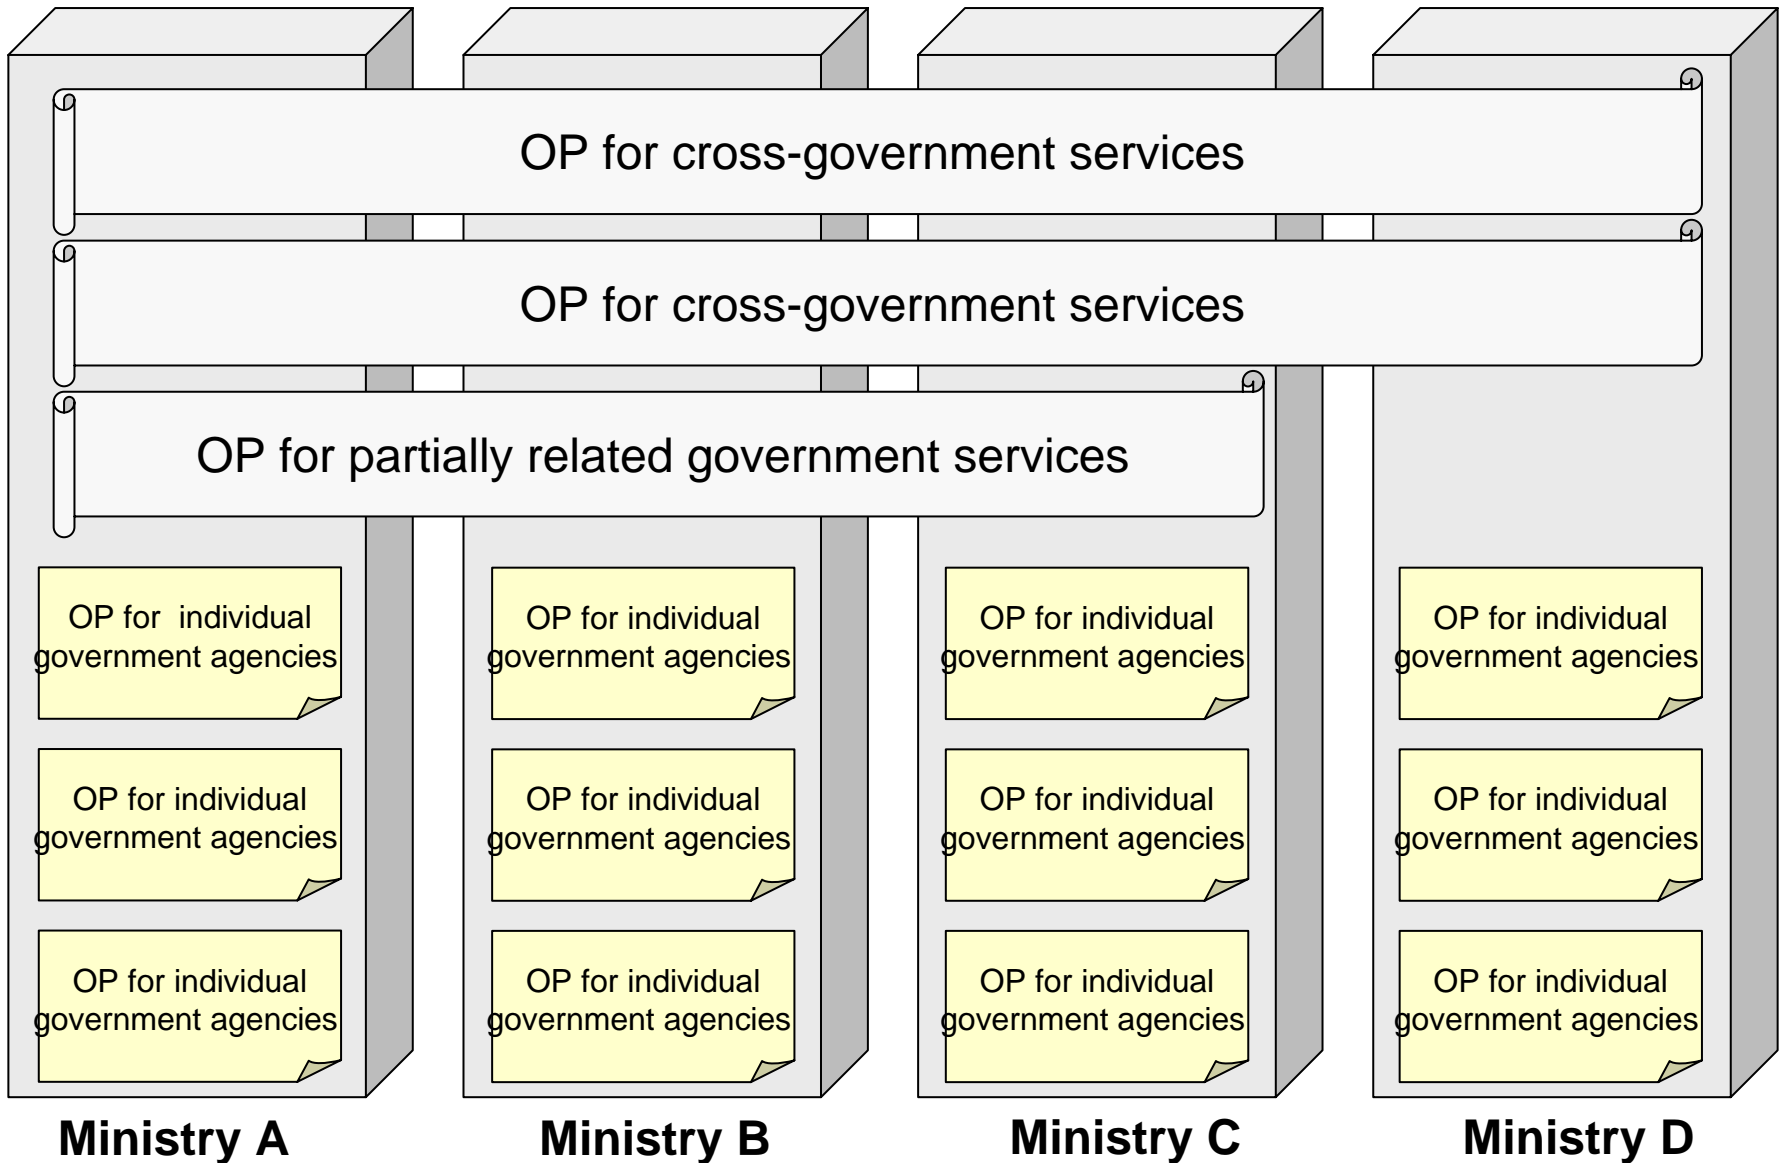 OP for cross-government services
OP for cross-government services
OP for partially related government services
OP for  individual
government agencies
OP for individual
government agencies
OP for individual
government agencies
OP for individual
government agencies
OP for individual
government agencies
OP for individual
government agencies
OP for individual
government agencies
OP for individual
government agencies
OP for individual
government agencies
OP for individual
government agencies
OP for individual
government agencies
OP for individual
government agencies
Ministry A
Ministry B
Ministry C
Ministry D